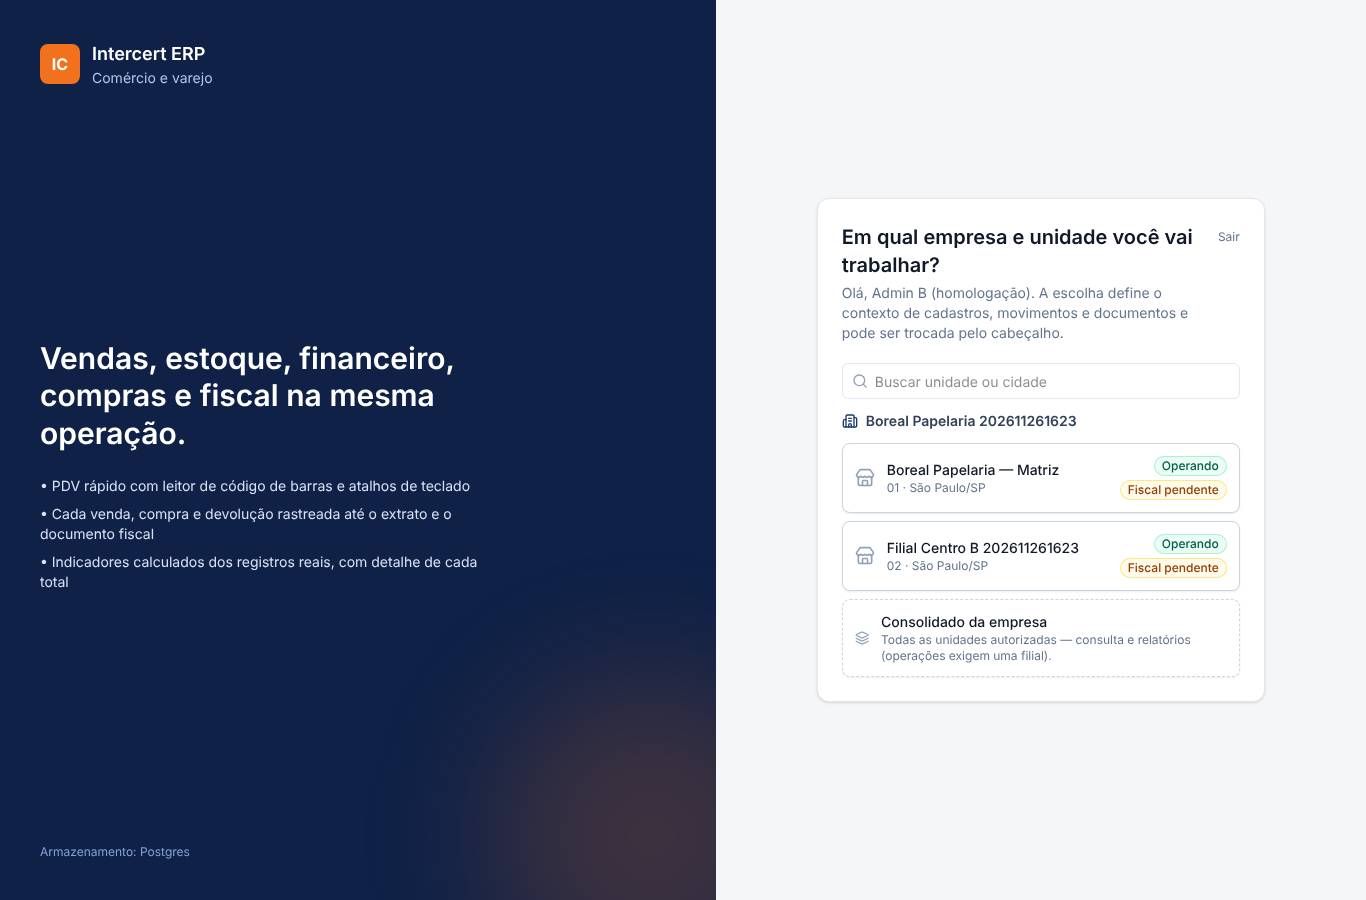 IC
Intercert ERP
Comércio e varejo
Vendas, estoque, financeiro,
compras e fiscal na mesma
operação.
• PDV rápido com leitor de código de barras e atalhos de teclado
• Cada venda, compra e devolução rastreada até o extrato e o
documento fiscal
• Indicadores calculados dos registros reais, com detalhe de cada
total
Armazenamento: Postgres
Em qual empresa e unidade você vai
trabalhar?
Sair
Olá, Admin B (homologação). A escolha define o
contexto de cadastros, movimentos e documentos e
pode ser trocada pelo cabeçalho.
Buscar unidade ou cidade
Boreal Papelaria 202611261623
Boreal Papelaria — Matriz
01 · São Paulo/SP
Operando
Fiscal pendente
Filial Centro B 202611261623
02 · São Paulo/SP
Operando
Fiscal pendente
Consolidado da empresa
Todas as unidades autorizadas — consulta e relatórios
(operações exigem uma filial).